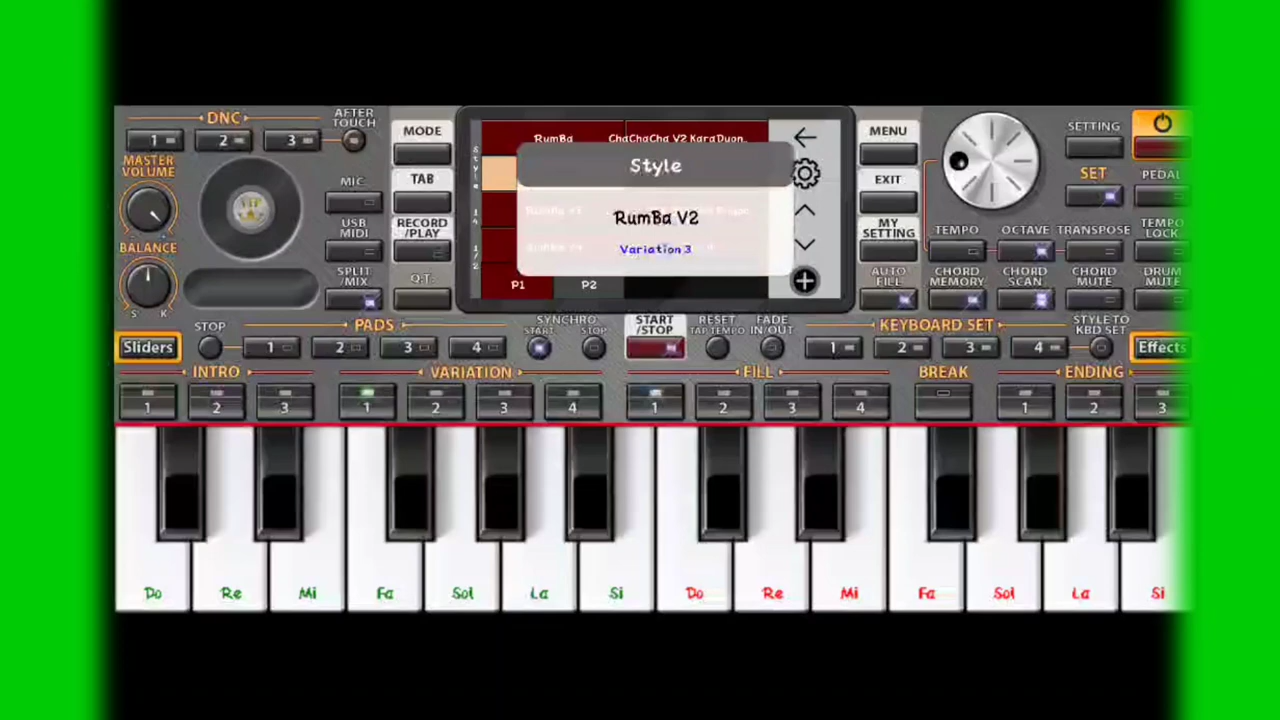 DNC
1 2 3
AFTER TOUCH
MASTER VOLUME
BALANCE
S K
VIP
MIC
USB MIDI
SPLIT /MIX
MODE
TAB
RECORD /PLAY
Q.T.
RumBa
ChaChaCha V2 KaraDuon.
Style
Style
RumBa V2
Variation 3
1/2
P1 P2
MENU
EXIT
MY SETTING
AUTO FILL
SETTING
SET
PEDAL
TEMPO OCTAVE TRANSPOSE TEMPO LOCK
CHORD MEMORY CHORD SCAN CHORD MUTE DRUM MUTE
Sliders
STOP
PADS
1 2 3 4
SYNCHRO
START STOP
START /STOP
RESET TAP TEMPO
FADE IN/OUT
KEYBOARD SET
1 2 3 4
STYLE TO KBD SET
Effects
INTRO
1 2 3
VARIATION
1 2 3 4
FILL
1 2 3 4
BREAK
ENDING
1 2 3
Do Re Mi Fa Sol La Si Do Re Mi Fa Sol La Si